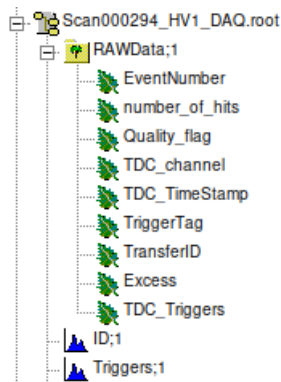 Scan000294_HV1_DAQ.root
RAWData;1
EventNumber
number_of_hits
Quality_flag
TDC_channel
TDC_TimeStamp
TriggerTag
TransferID
Excess
TDC_Triggers
ID;1
Triggers;1